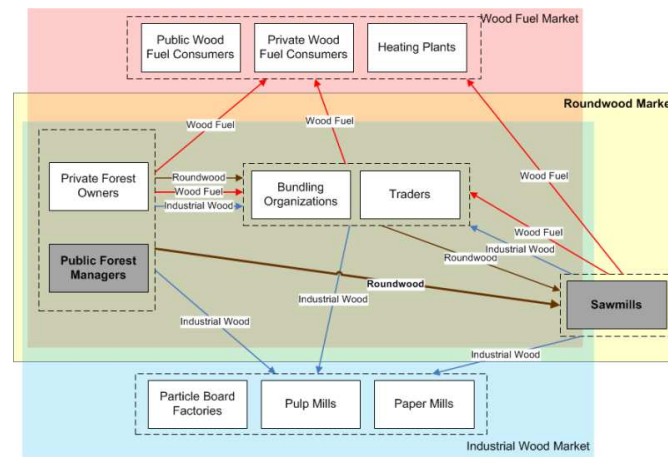 Wood Fuel Market
Public Wood
Fuel Consumers
Private Wood
Fuel Consumers
Heating Plants
Roundwood Marke
Wood Fuel
Wood Fuel
Private Forest
Owners
Roundwood
Wood Fuel
Industrial Wood
Bundling
Organizations
Traders
Wood Fuel
Public Forest
Managers
Wood Fuel
Industrial Wood
Roundwood
Roundwood
Sawmills
Industrial Wood
Industrial Wood
Industrial Wood
Particle Board
Factories
Pulp Mills
Paper Mills
Industrial Wood Market